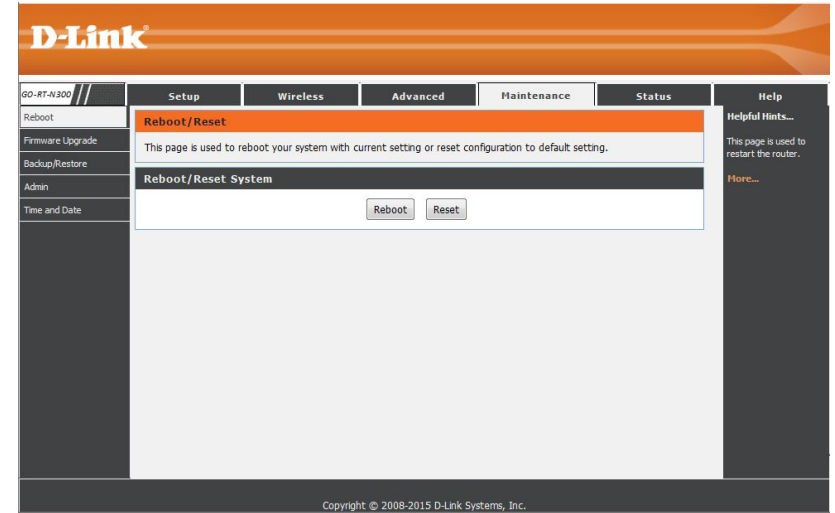 D-Link®
GO-RT-N300
Setup
Wireless
Advanced
Maintenance
Status
Help
Reboot
Firmware Upgrade
Backup/Restore
Admin
Time and Date
Reboot/Reset
This page is used to reboot your system with current setting or reset configuration to default setting.
Reboot/Reset System
Reboot
Reset
Helpful Hints...
This page is used to
restart the router.
More...
Copyright © 2008-2015 D-Link Systems, Inc.